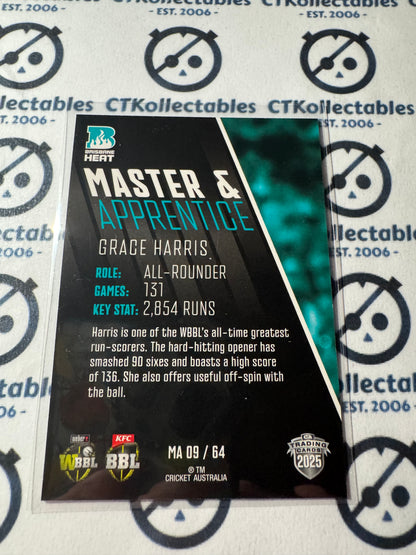 CTKollectables
- EST. 2006 -
CTKollectables
- EST. 2006 -
B
BRISBANE
HEAT
MASTER &
APPRENTICE
GRACE HARRIS
ROLE: ALL-ROUNDER
GAMES: 131
KEY STAT: 2,854 RUNS
Harris is one of the WBBL's all-time greatest
run-scorers. The hard-hitting opener has
smashed 90 sixes and boasts a high score
of 136. She also offers useful off-spin with
the ball.
weber WBBL
KFC BBL
MA 09 / 64
® TM
CRICKET AUSTRALIA
TRADING
CARDS
2025